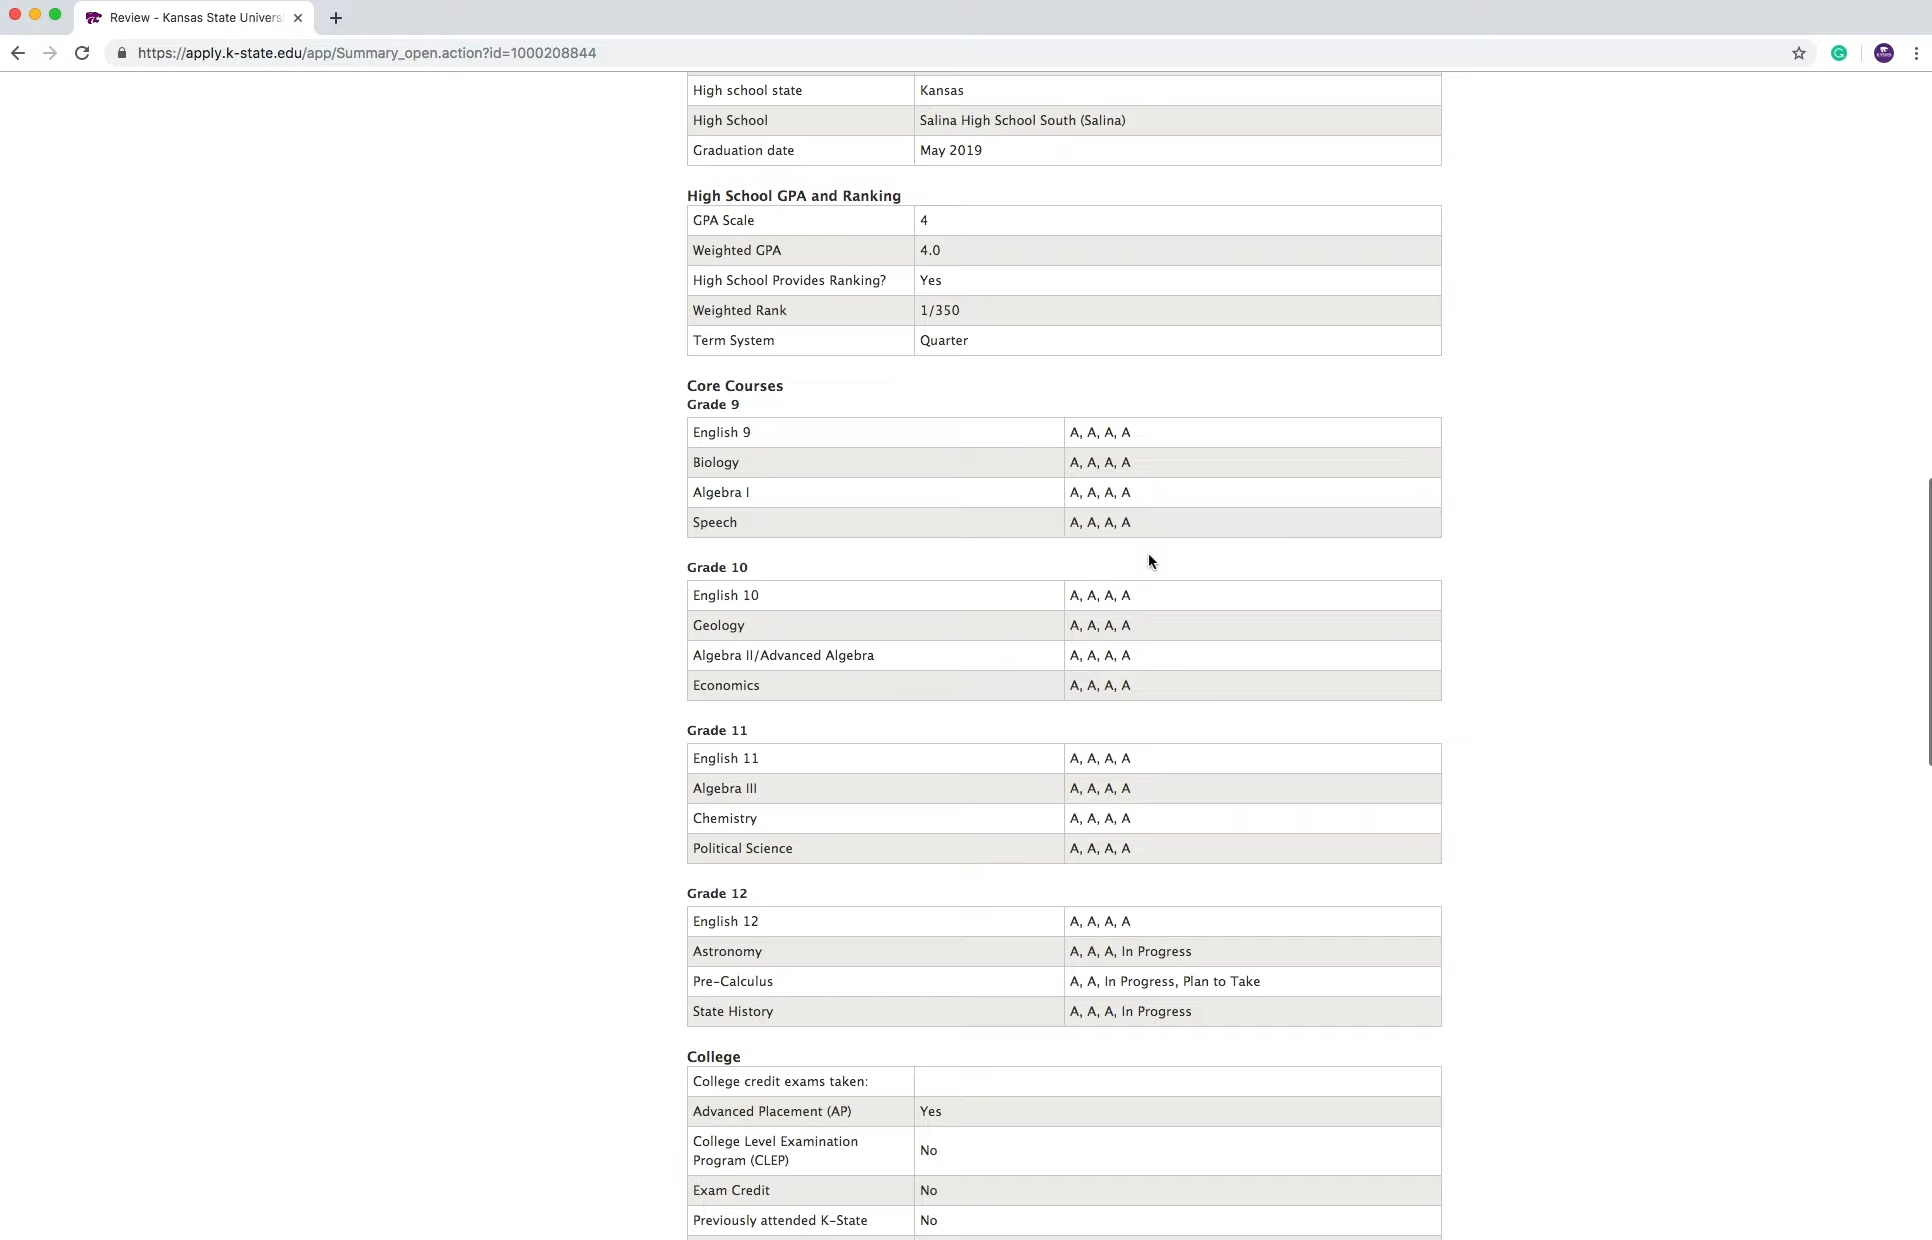 Review - Kansas State Univers
https://apply.k-state.edu/app/Summary_open.action?id=1000208844
High school state Kansas
High School Salina High School South (Salina)
Graduation date May 2019
High School GPA and Ranking
GPA Scale 4
Weighted GPA 4.0
High School Provides Ranking? Yes
Weighted Rank 1/350
Term System Quarter
Core Courses
Grade 9
English 9 A, A, A, A
Biology A, A, A, A
Algebra I A, A, A, A
Speech A, A, A, A
Grade 10
English 10 A, A, A, A
Geology A, A, A, A
Algebra II/Advanced Algebra A, A, A, A
Economics A, A, A, A
Grade 11
English 11 A, A, A, A
Algebra III A, A, A, A
Chemistry A, A, A, A
Political Science A, A, A, A
Grade 12
English 12 A, A, A, A
Astronomy A, A, A, In Progress
Pre-Calculus A, A, In Progress, Plan to Take
State History A, A, A, In Progress
College
College credit exams taken:
Advanced Placement (AP) Yes
College Level Examination
Program (CLEP) No
Exam Credit No
Previously attended K-State No